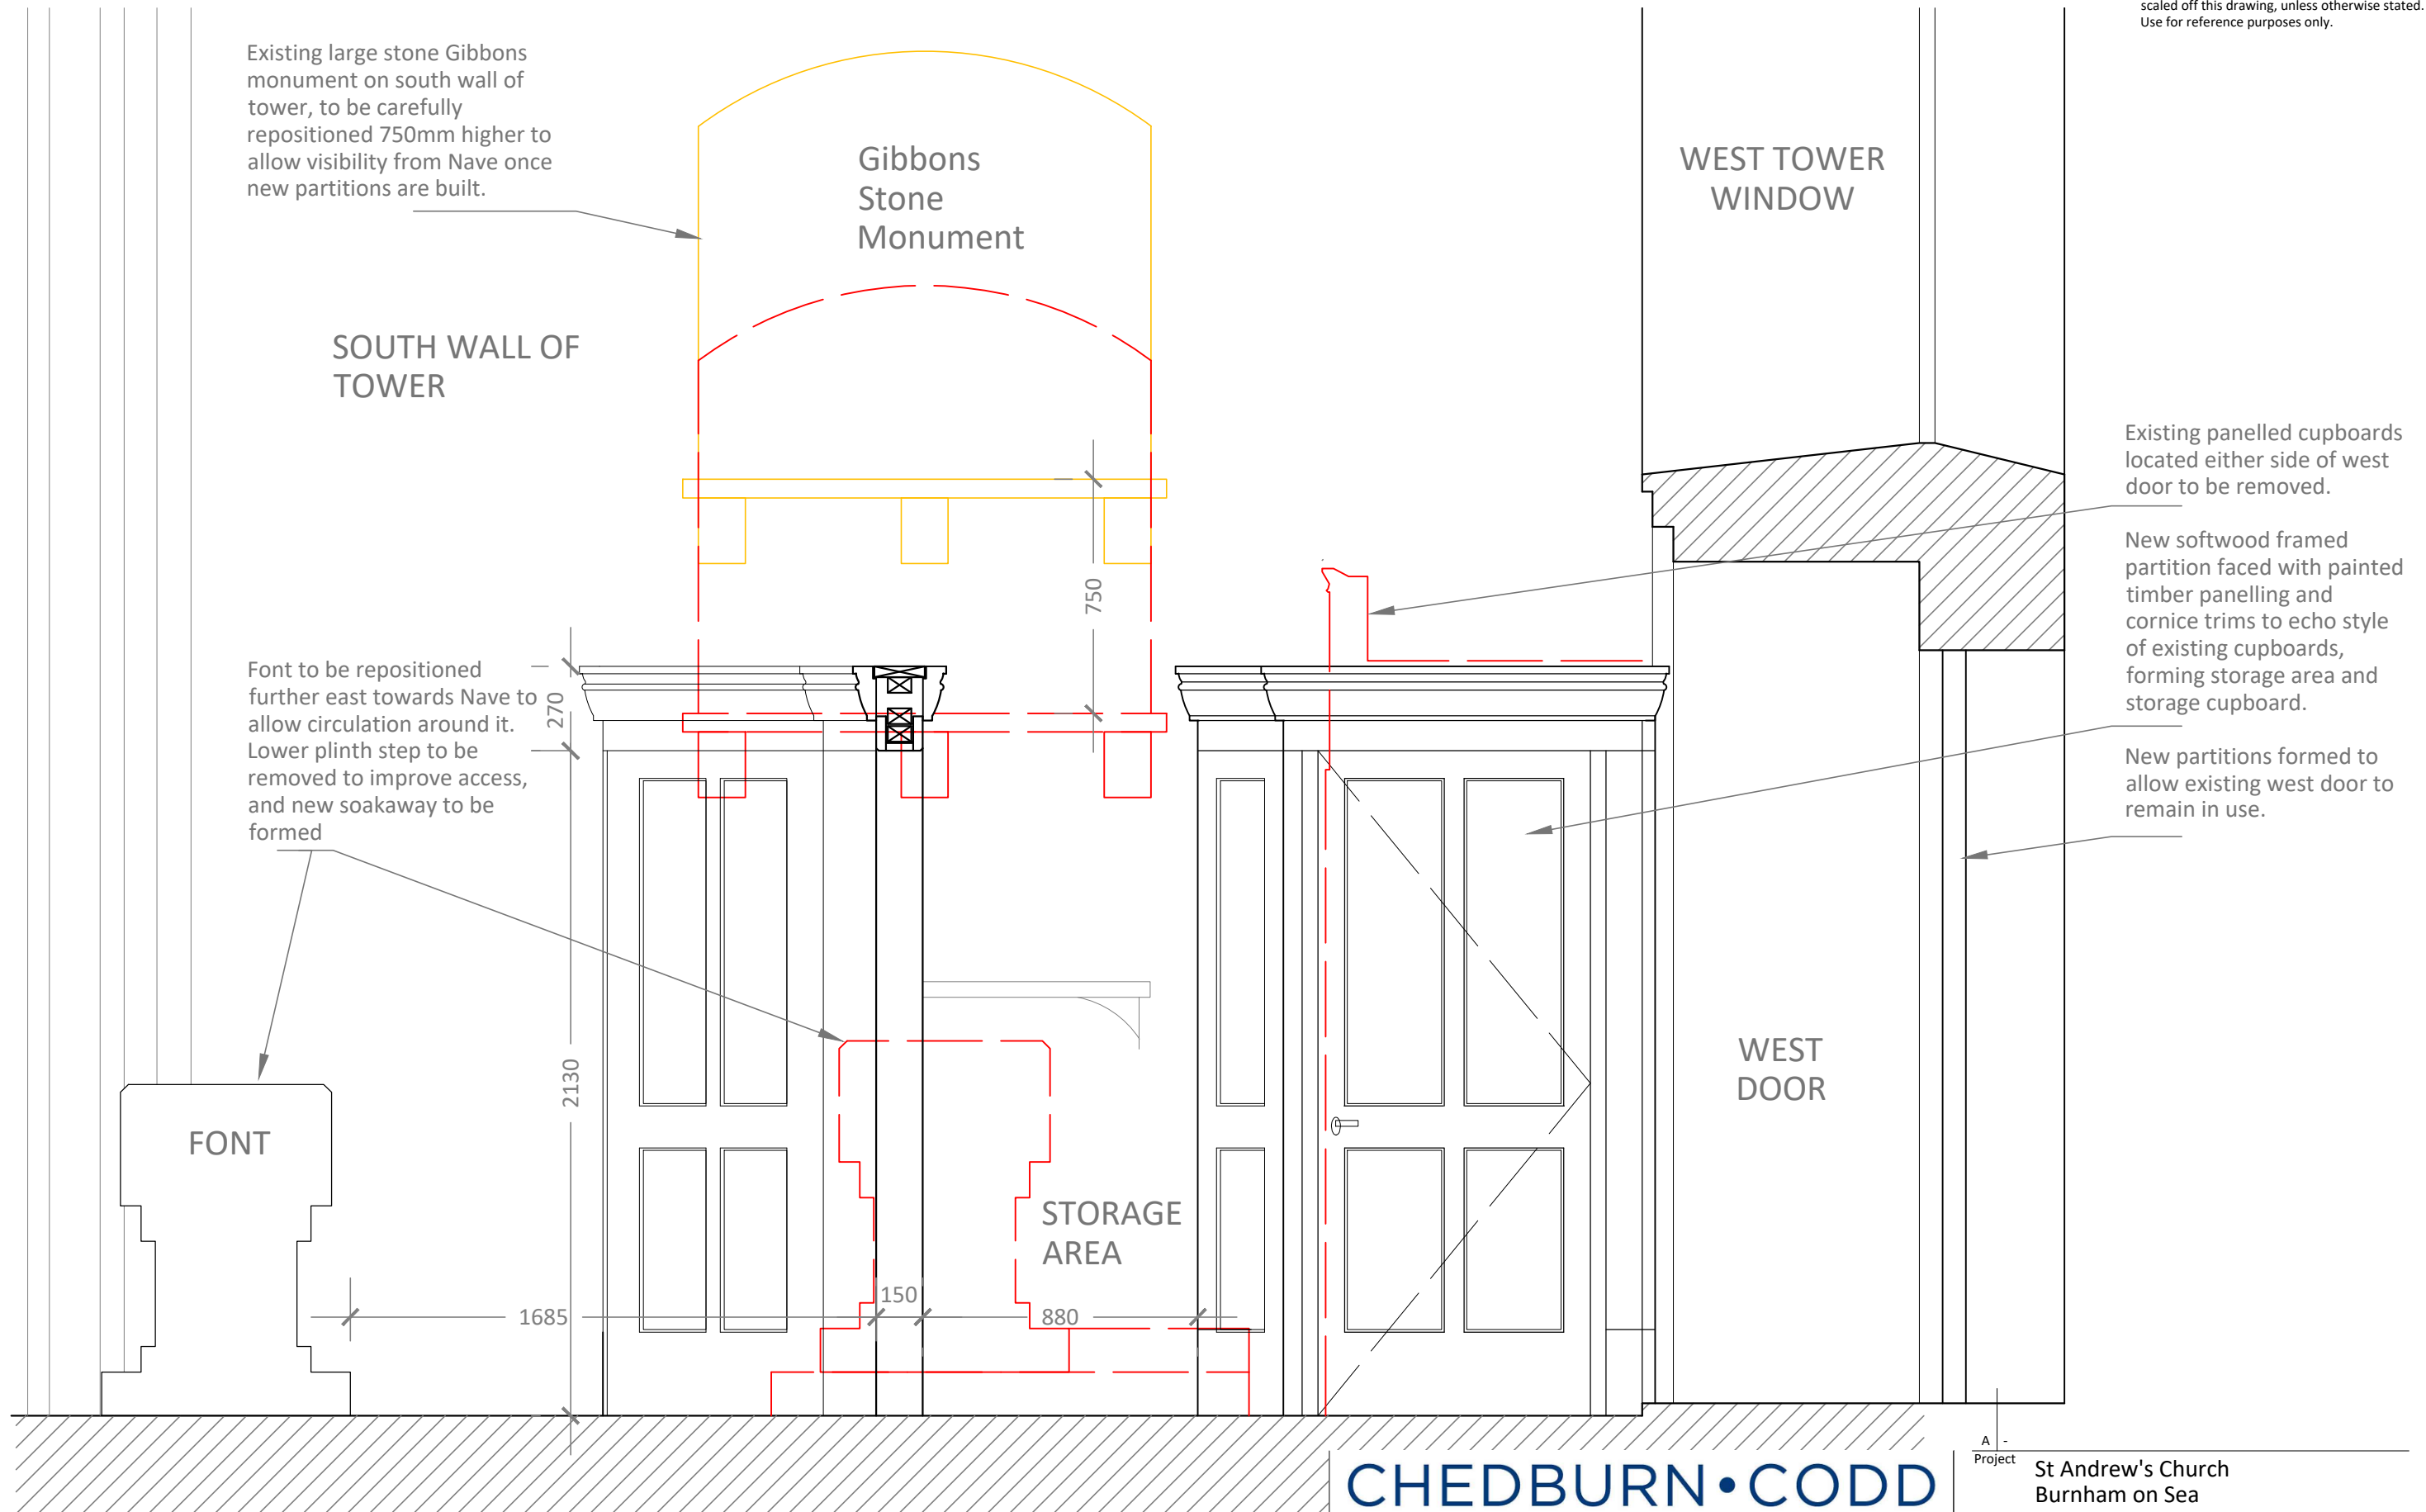 scaled off this drawing, unless otherwise stated.
Use for reference purposes only.
Existing large stone Gibbons
monument on south wall of
tower, to be carefully
repositioned 750mm higher to
allow visibility from Nave once
new partitions are built.
Gibbons
Stone
Monument
WEST TOWER
WINDOW
SOUTH WALL OF
TOWER
Existing panelled cupboards
located either side of west
door to be removed.
New softwood framed
partition faced with painted
timber panelling and
cornice trims to echo style
of existing cupboards,
forming storage area and
storage cupboard.
New partitions formed to
allow existing west door to
remain in use.
750
Font to be repositioned
further east towards Nave to
allow circulation around it.
Lower plinth step to be
removed to improve access,
and new soakaway to be
formed
270
2130
FONT
WEST
DOOR
STORAGE
AREA
1685
150
880
A -
Project
St Andrew's Church
Burnham on Sea
CHEDBURN•CODD